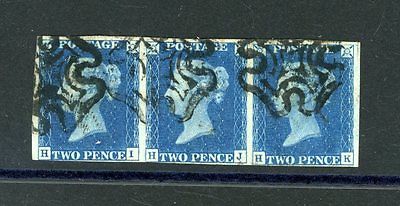 POSTAGE POSTAGE POSTAGE
H TWO PENCE I H TWO PENCE J H TWO PENCE K